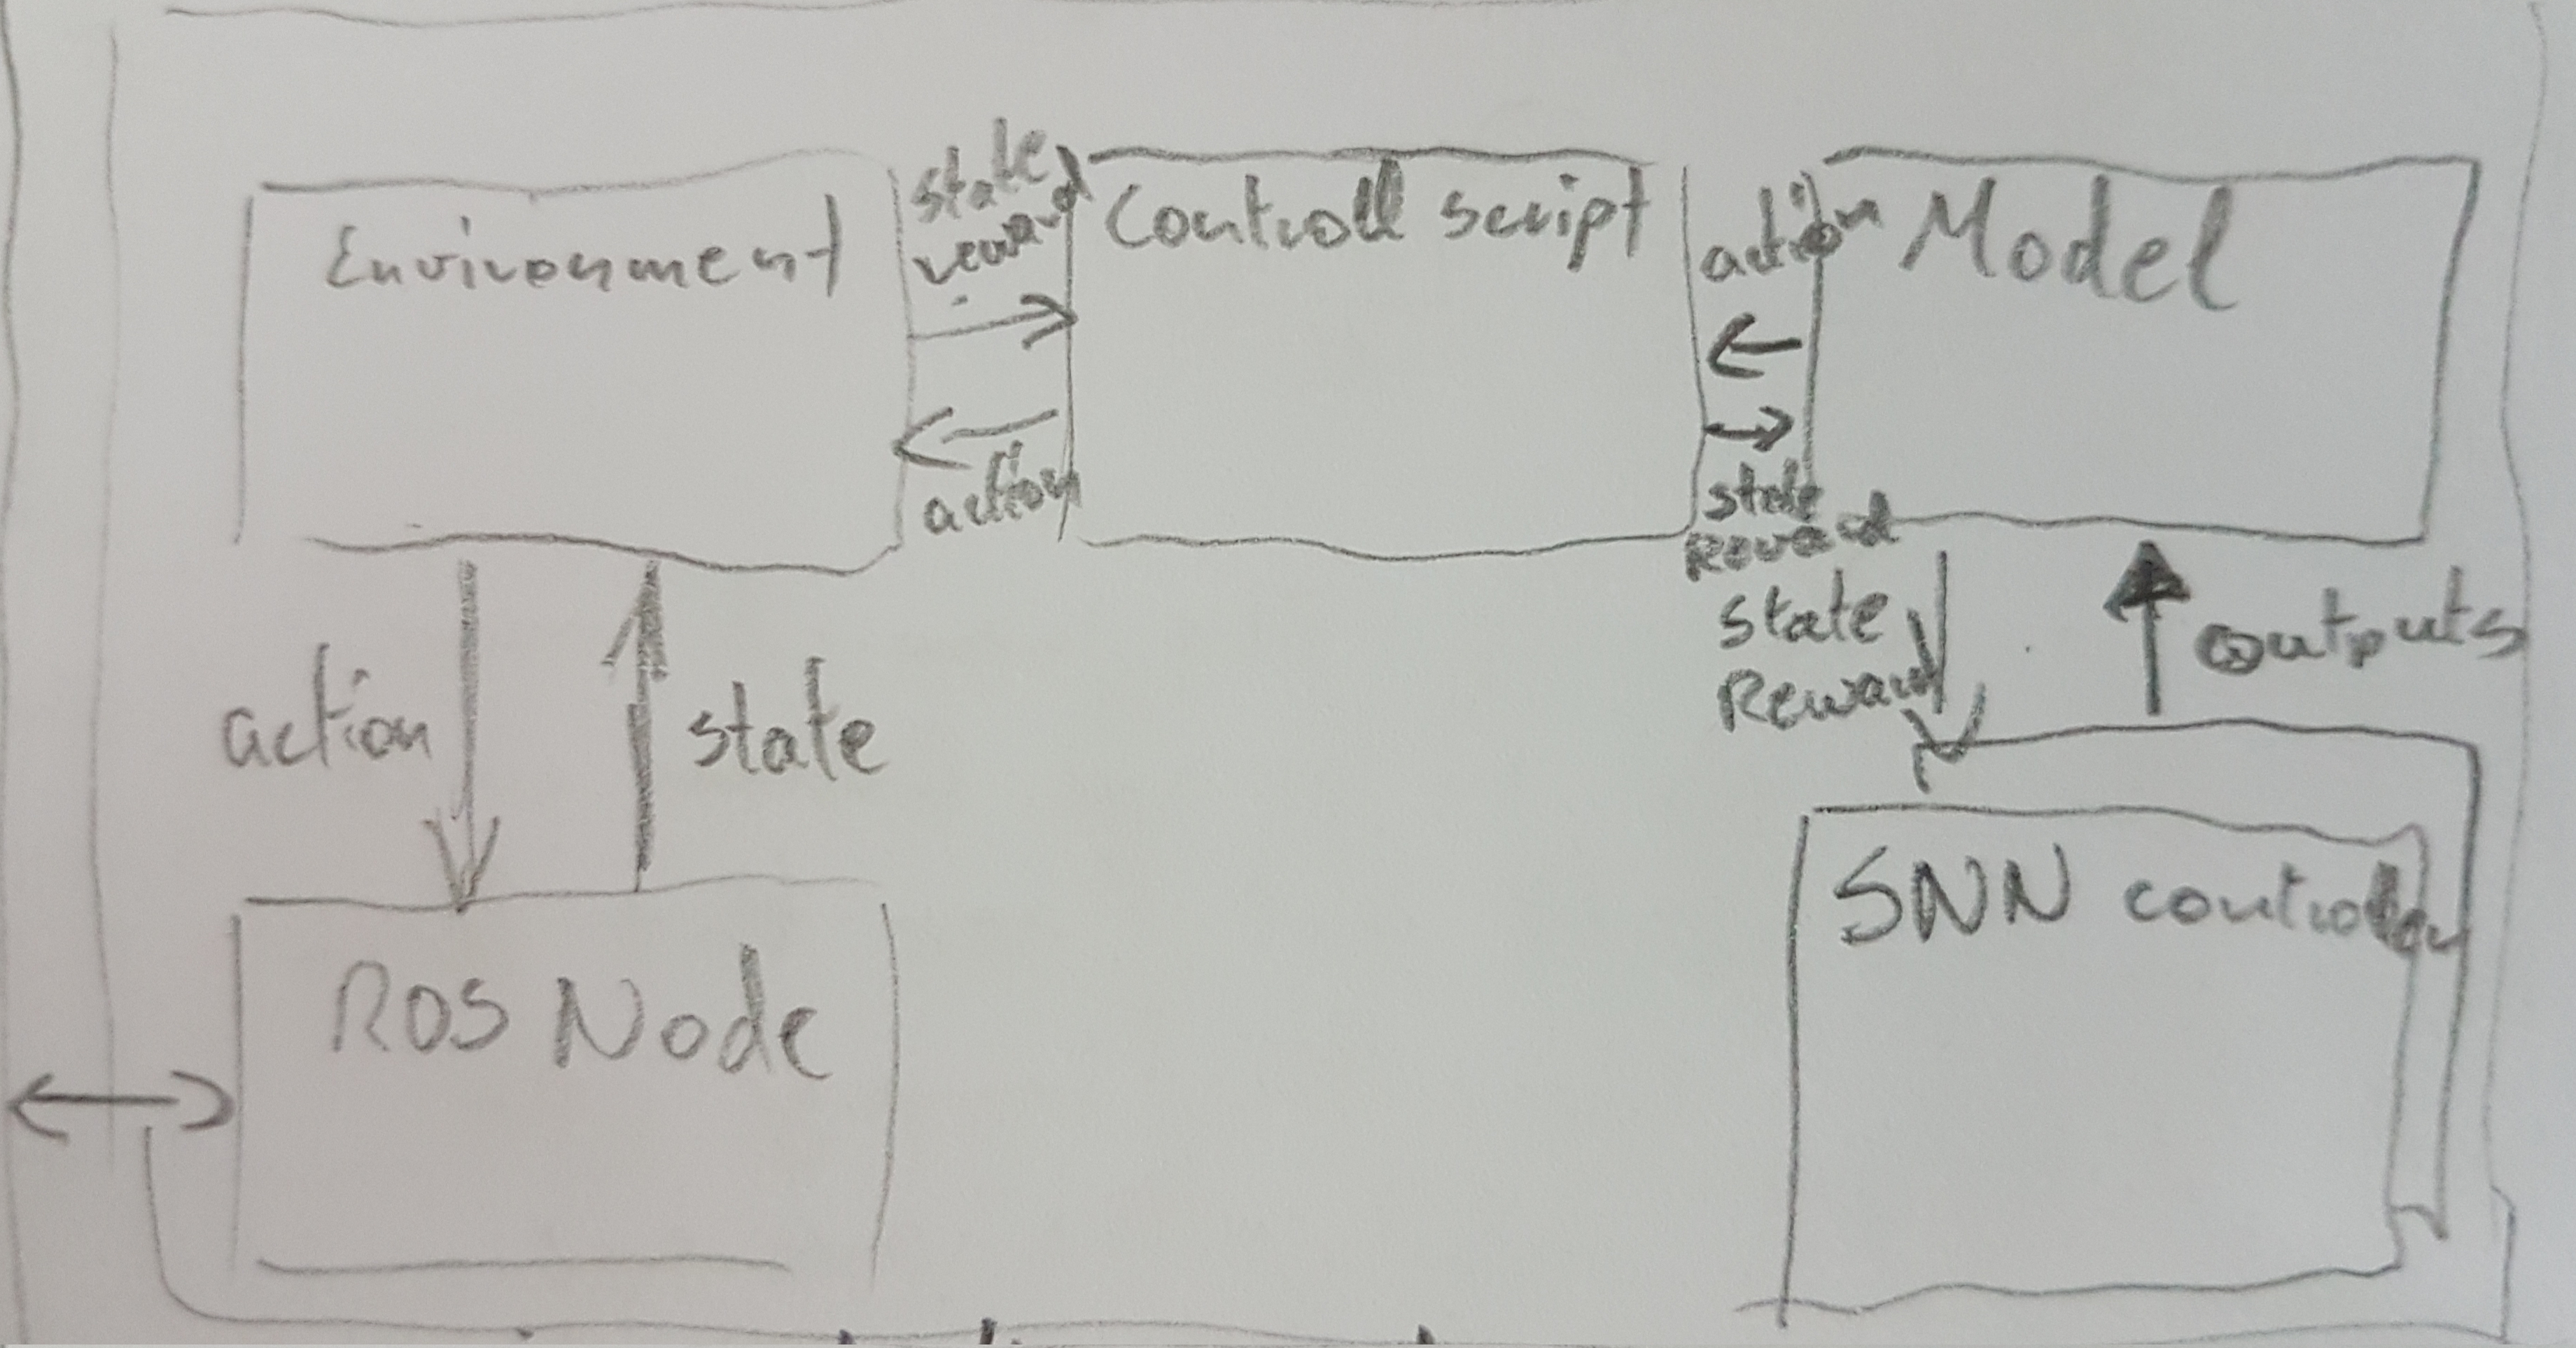 Environment
state,
reward
Controll script
action
Model
action
state
Reward
action
state
state
Reward
outputs
ROS Node
SNN controller